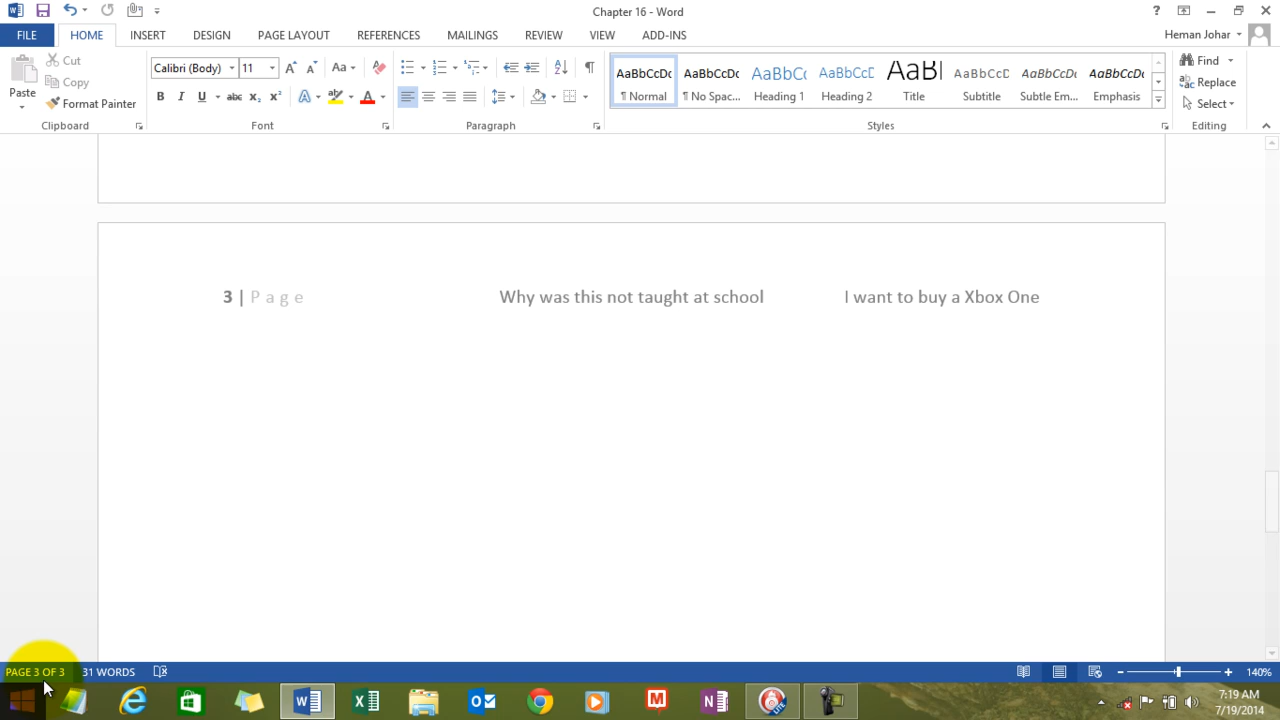 Chapter 16 - Word
FILE HOME INSERT DESIGN PAGE LAYOUT REFERENCES MAILINGS REVIEW VIEW ADD-INS Heman Johar
Paste
Cut
Copy
Format Painter
Clipboard
Calibri (Body) 11
Font
Paragraph
AaBbCcDc AaBbCcDc AaBbCc AaBbCcD AaBb AaBbCcD AaBbCcDc AaBbCcDc
¶ Normal ¶ No Spac... Heading 1 Heading 2 Title Subtitle Subtle Em... Emphasis
Styles
Find
Replace
Select
Editing
3 | Page Why was this not taught at school I want to buy a Xbox One
PAGE 3 OF 3 31 WORDS 140%
7:19 AM
7/19/2014